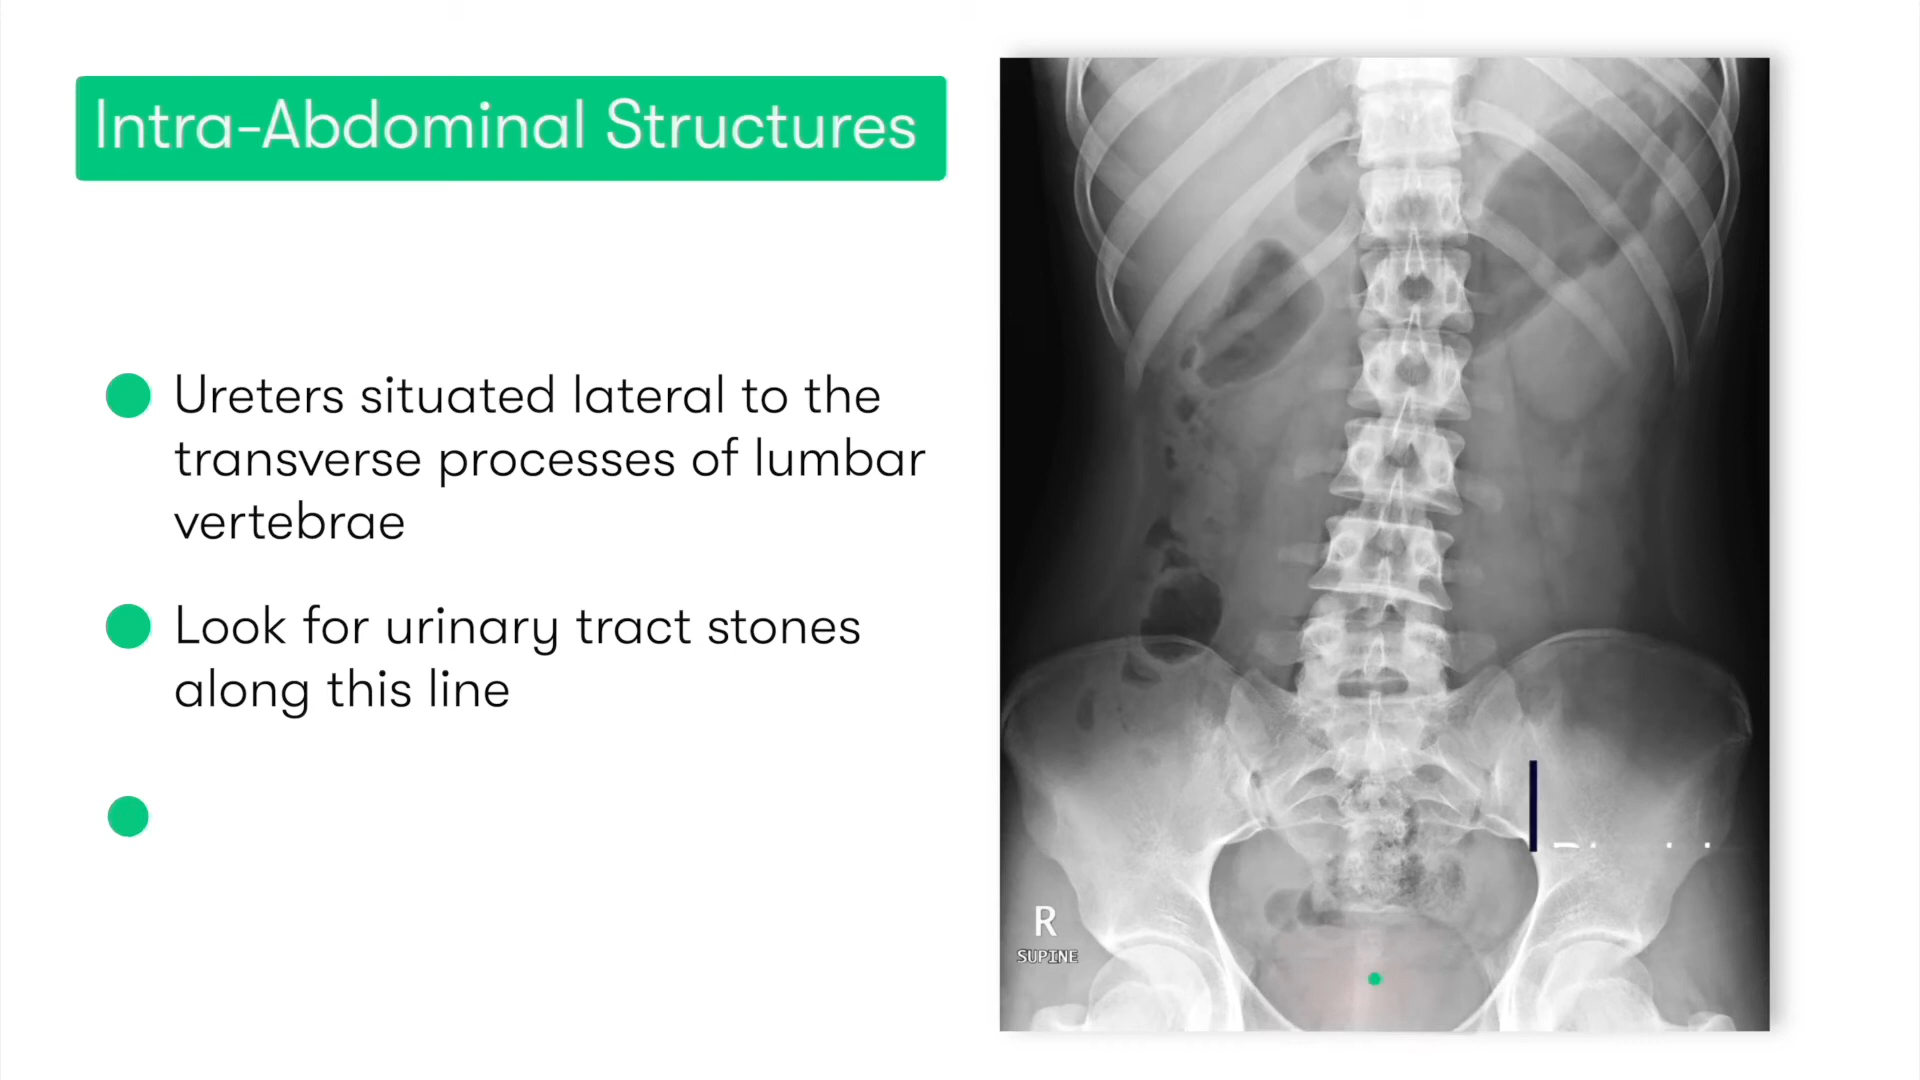 Intra-Abdominal Structures
Ureters situated lateral to the
transverse processes of lumbar
vertebrae
Look for urinary tract stones
along this line
R
SUPINE